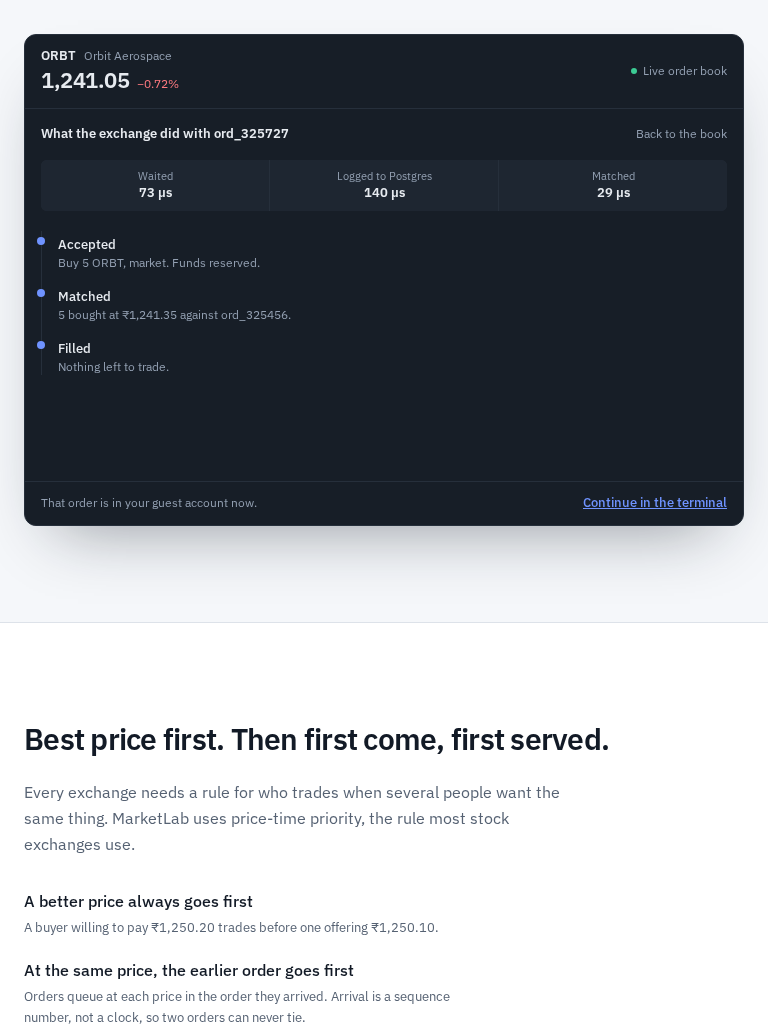 ORBT Orbit Aerospace
1,241.05 −0.72%
Live order book
What the exchange did with ord_325727
Back to the book
Waited
73 µs
Logged to Postgres
140 µs
Matched
29 µs
Accepted
Buy 5 ORBT, market. Funds reserved.
Matched
5 bought at ₹1,241.35 against ord_325456.
Filled
Nothing left to trade.
That order is in your guest account now.
Continue in the terminal
Best price first. Then first come, first served.
Every exchange needs a rule for who trades when several people want the
same thing. MarketLab uses price-time priority, the rule most stock
exchanges use.
A better price always goes first
A buyer willing to pay ₹1,250.20 trades before one offering ₹1,250.10.
At the same price, the earlier order goes first
Orders queue at each price in the order they arrived. Arrival is a sequence
number, not a clock, so two orders can never tie.